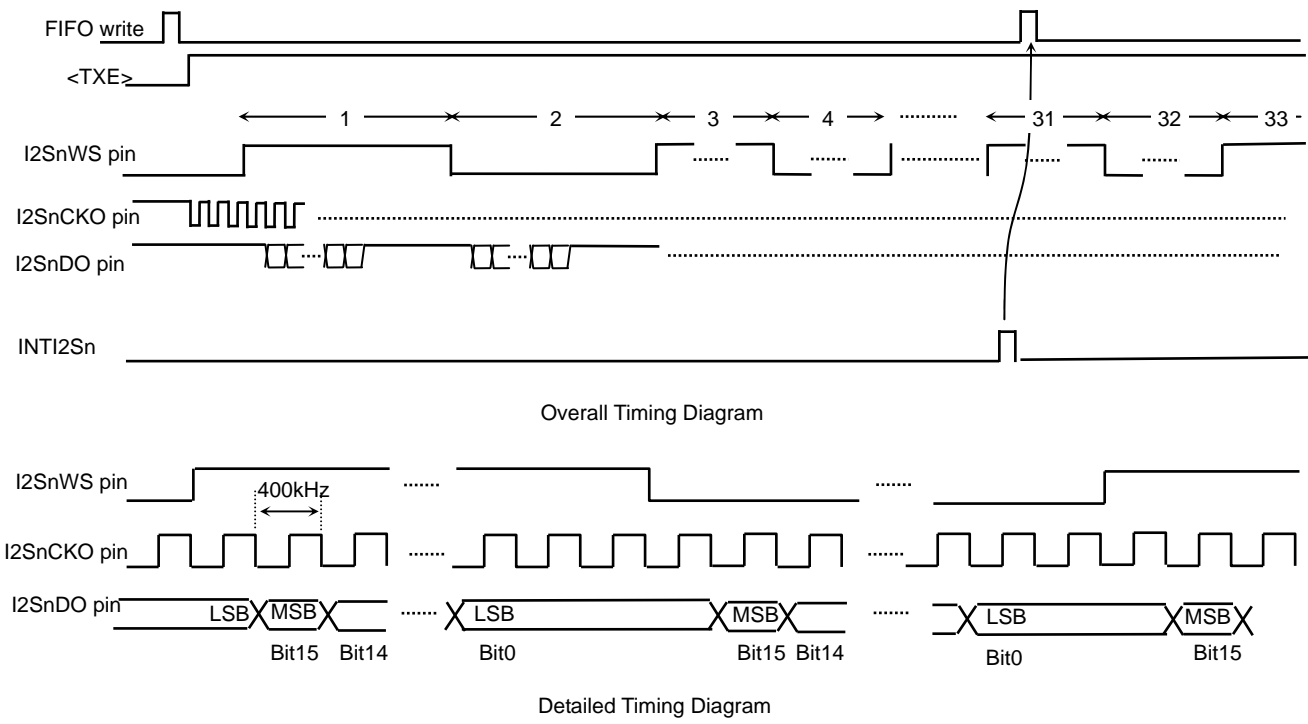 FIFO write
<TXE>
1 2 3 4 31 32 33
I2SnWS pin
I2SnCKO pin
I2SnDO pin
INTI2Sn
Overall Timing Diagram
I2SnWS pin
400kHz
I2SnCKO pin
I2SnDO pin
LSB MSB LSB MSB LSB MSB
Bit15 Bit14 Bit0 Bit15 Bit14 Bit0 Bit15
Detailed Timing Diagram